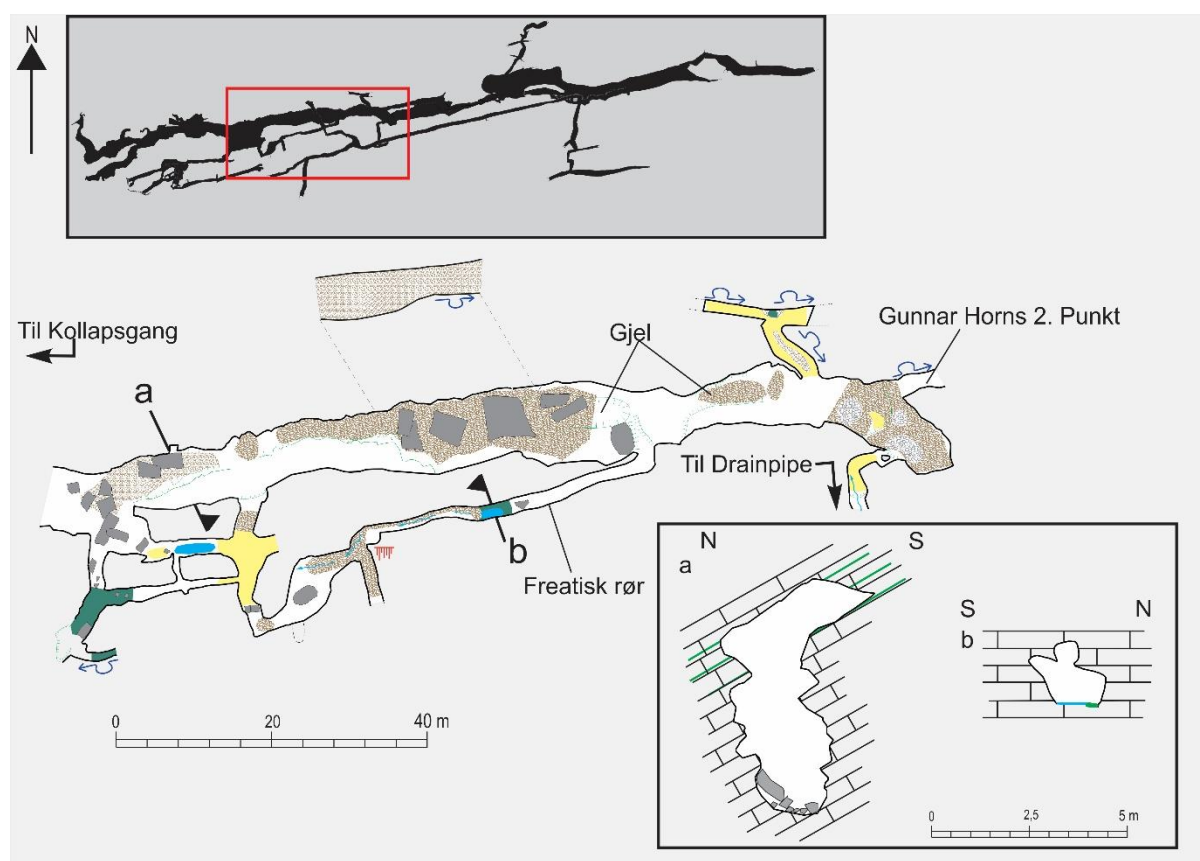 N
Til Kollapsgang
a
Gjel
Gunnar Horns 2. Punkt
Til Drainpipe
b
Freatisk rør
0 20 40 m
N S
a
S N
b
0 2,5 5 m